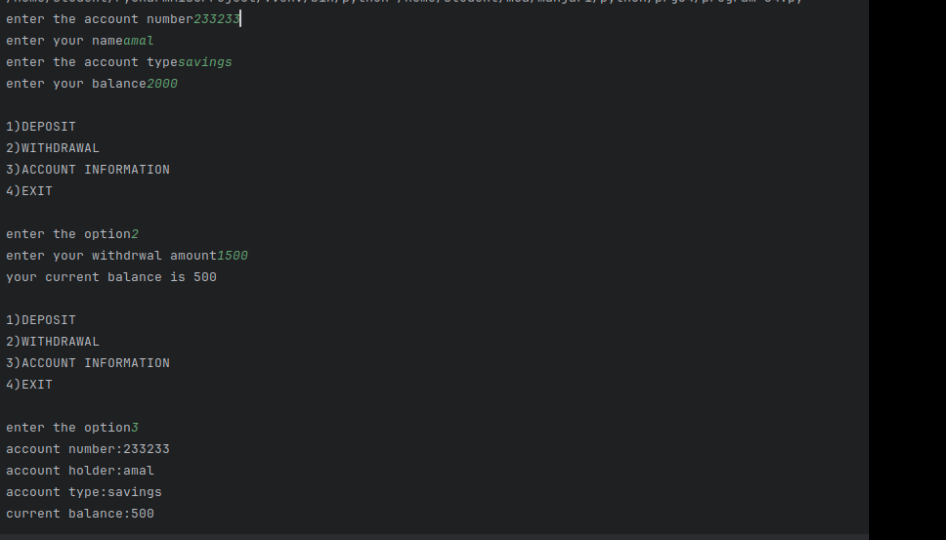 enter the account number233233
enter your nameamal
enter the account typesavings
enter your balance2000
1)DEPOSIT
2)WITHDRAWAL
3)ACCOUNT INFORMATION
4)EXIT
enter the option2
enter your withdrwal amount1500
your current balance is 500
1)DEPOSIT
2)WITHDRAWAL
3)ACCOUNT INFORMATION
4)EXIT
enter the option3
account number:233233
account holder:amal
account type:savings
current balance:500